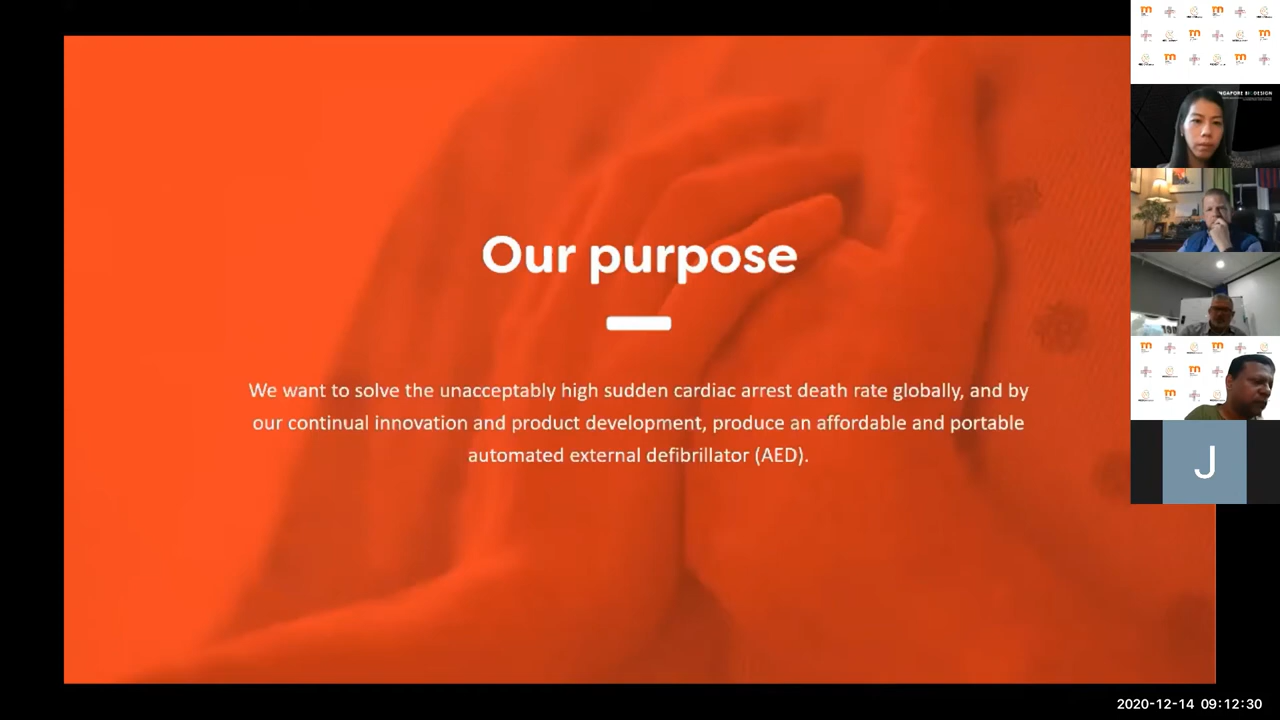 Our purpose
We want to solve the unacceptably high sudden cardiac arrest death rate globally, and by
our continual innovation and product development, produce an affordable and portable
automated external defibrillator (AED).
J
2020-12-14 09:12:30